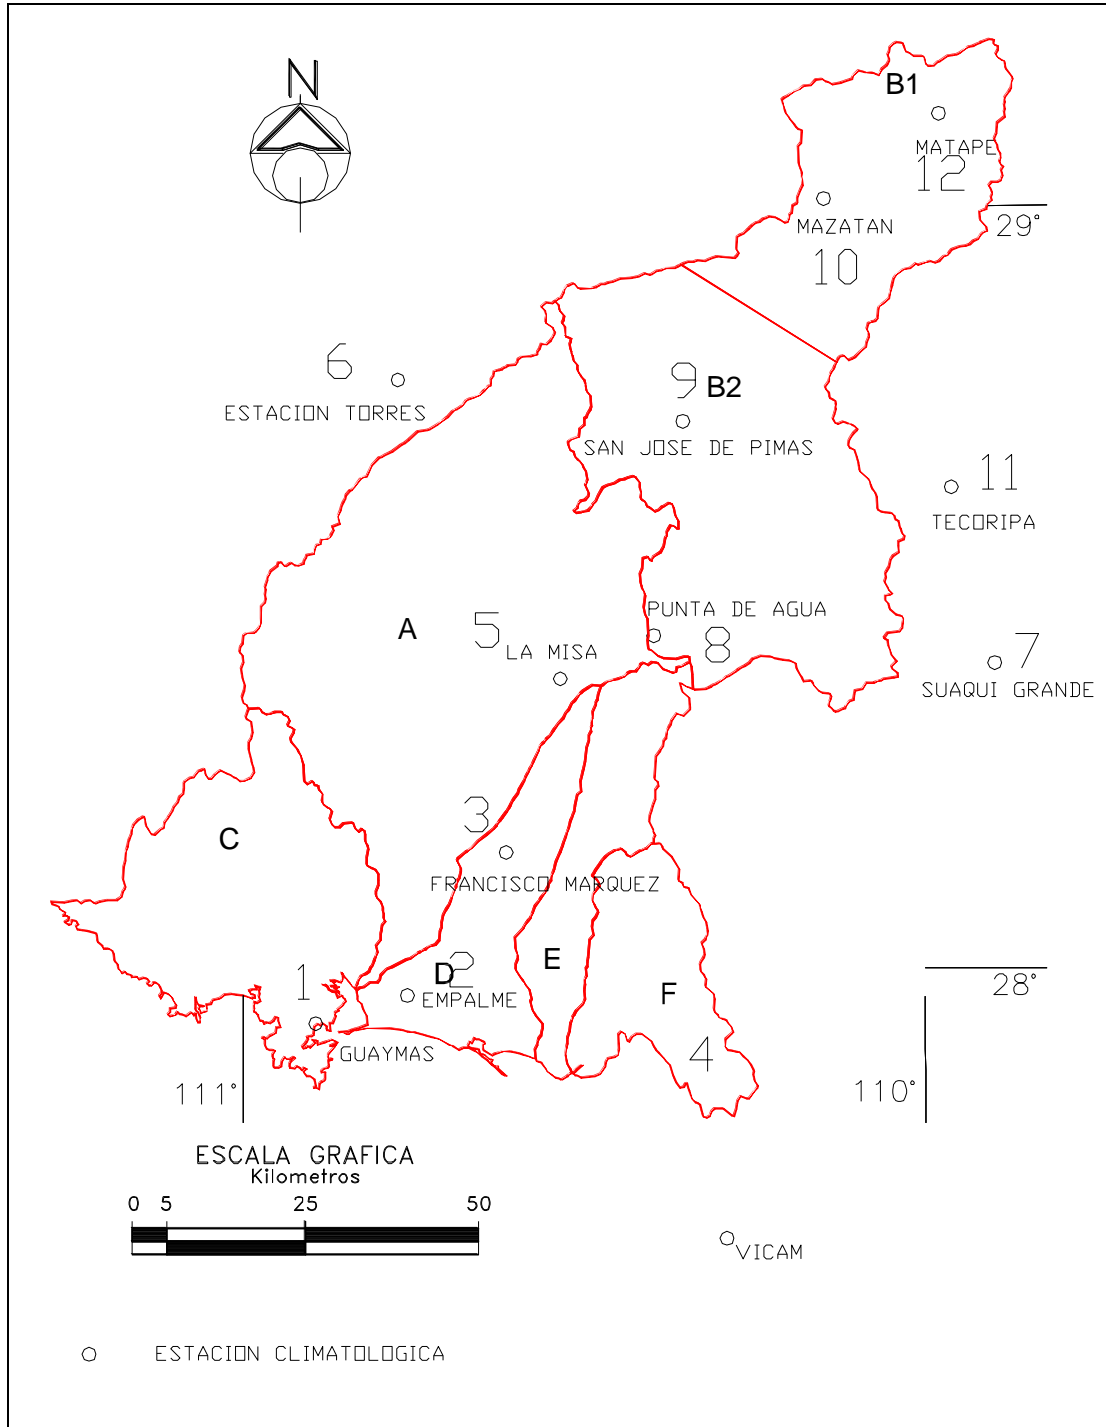 N
B1
MATAPE
12
MAZATAN
10
29°
6
ESTACION TORRES
9
B2
SAN JOSE DE PIMAS
11
TECORIPA
A
5
LA MISA
PUNTA DE AGUA
8
7
SUAQUI GRANDE
C
3
FRANCISCO MARQUEZ
1
D
2
EMPALME
E
F
28°
GUAYMAS
4
111°
110°
ESCALA GRAFICA
Kilometros
0 5 25 50
VICAM
ESTACION CLIMATOLOGICA